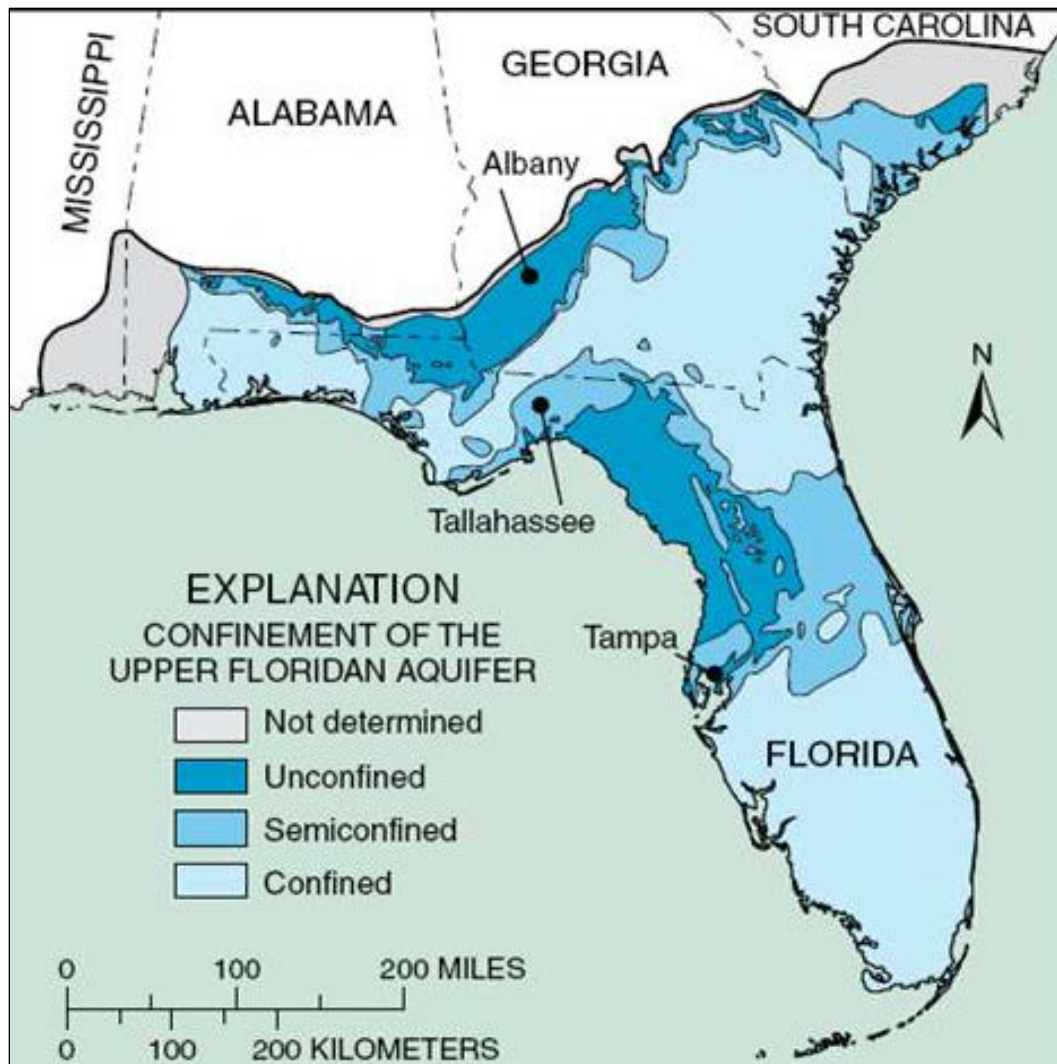 SOUTH CAROLINA
GEORGIA
ALABAMA
MISSISSIPPI
Albany
N
Tallahassee
EXPLANATION
CONFINEMENT OF THE
UPPER FLORIDAN AQUIFER
Not determined
Unconfined
Semiconfined
Confined
Tampa
FLORIDA
0 100 200 MILES
0 100 200 KILOMETERS